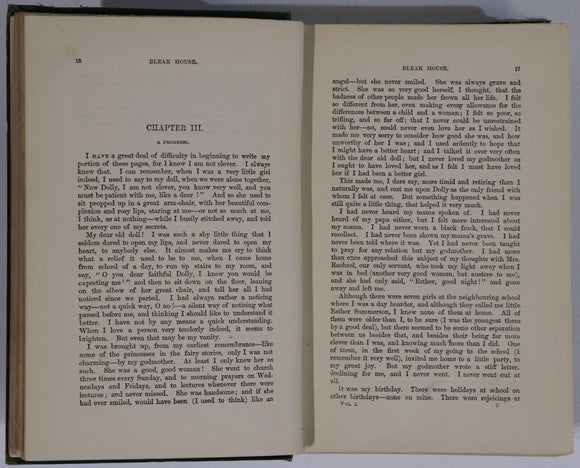 16
BLEAK HOUSE.
CHAPTER III.
A PROGRESS.
I HAVE a great deal of difficulty in beginning to write my
portion of these pages, for I know I am not clever. I always
knew that. I can remember, when I was a very little girl
indeed, I used to say to my doll, when we were alone together,
"Now Dolly, I am not clever, you know very well, and you
must be patient with me, like a dear!" And so she used to
sit propped up in a great arm-chair, with her beautiful com-
plexion and rosy lips, staring at me—or not so much at me,
I think, as at nothing—while I busily stitched away, and told
her every one of my secrets.
My dear old doll! I was such a shy little thing that I
seldom dared to open my lips, and never dared to open my
heart, to anybody else. It almost makes me cry to think
what a relief it used to be to me, when I came home
from school of a day, to run up stairs to my room, and
say, "O you dear faithful Dolly, I knew you would be
expecting me!" and then to sit down on the floor, leaning
on the elbow of her great chair, and tell her all I had
noticed since we parted. I had always rather a noticing
way—not a quick way, O no!—a silent way of noticing what
passed before me, and thinking I should like to understand it
better. I have not by any means a quick understanding.
When I love a person very tenderly indeed, it seems to
brighten. But even that may be my vanity.
I was brought up, from my earliest remembrance—like
some of the princesses in the fairy stories, only I was not
charming—by my godmother. At least I only knew her as
such. She was a good, good woman! She went to church
three times every Sunday, and to morning prayers on Wed-
nesdays and Fridays, and to lectures whenever there were
lectures; and never missed. She was handsome; and if she
had ever smiled, would have been (I used to think) like an
BLEAK HOUSE.
17
angel—but she never smiled. She was always grave and
strict. She was so very good herself, I thought, that the
badness of other people made her frown all her life. I felt
so different from her, even making every allowance for the
differences between a child and a woman; I felt so poor, so
trifling, and so far off; that I never could be unrestrained
with her—no, could never even love her as I wished. It
made me very sorry to consider how good she was, and how
unworthy of her I was; and I used ardently to hope that
I might have a better heart; and I talked it over very often
with the dear old doll; but I never loved my godmother as
I ought to have loved her, and as I felt I must have loved
her if I had been a better girl.
This made me, I dare say, more timid and retiring than I
naturally was, and cast me upon Dolly as the only friend with
whom I felt at ease. But something happened when I was
still quite a little thing, that helped it very much.
I had never heard my mama spoken of. I had never
heard of my papa either, but I felt more interested about
my mama. I had never worn a black frock, that I could
recollect. I had never been shown my mama's grave. I had
never been told where it was. Yet I had never been taught
to pray for any relation but my godmother. I had more
than once approached this subject of my thoughts with Mrs.
Rachael, our only servant, who took my light away when I
was in bed (another very good woman, but austere to me),
and she had only said, "Esther, good night!" and gone
away and left me.
Although there were seven girls at the neighbouring school
where I was a day boarder, and although they called me little
Esther Summerson, I knew none of them at home. All of
them were older than I, to be sure (I was the youngest there
by a good deal), but there seemed to be some other separation
between us besides that, and besides their being far more
clever than I was, and knowing much more than I did. One
of them, in the first week of my going to the school (I
remember it very well), invited me home to a little party, to
my great joy. But my godmother wrote a stiff letter,
declining for me, and I never went. I never went out at
all.
It was my birthday. There were holidays at school on
other birthdays—none on mine. There were rejoicings at
VOL. I.
C